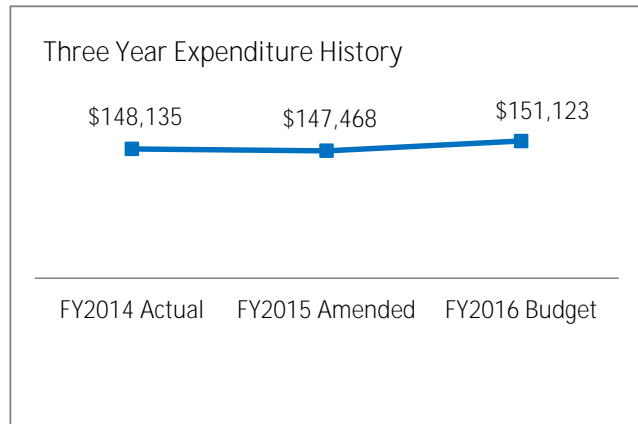 Three Year Expenditure History
$148,135 $147,468 $151,123
FY2014 Actual FY2015 Amended FY2016 Budget